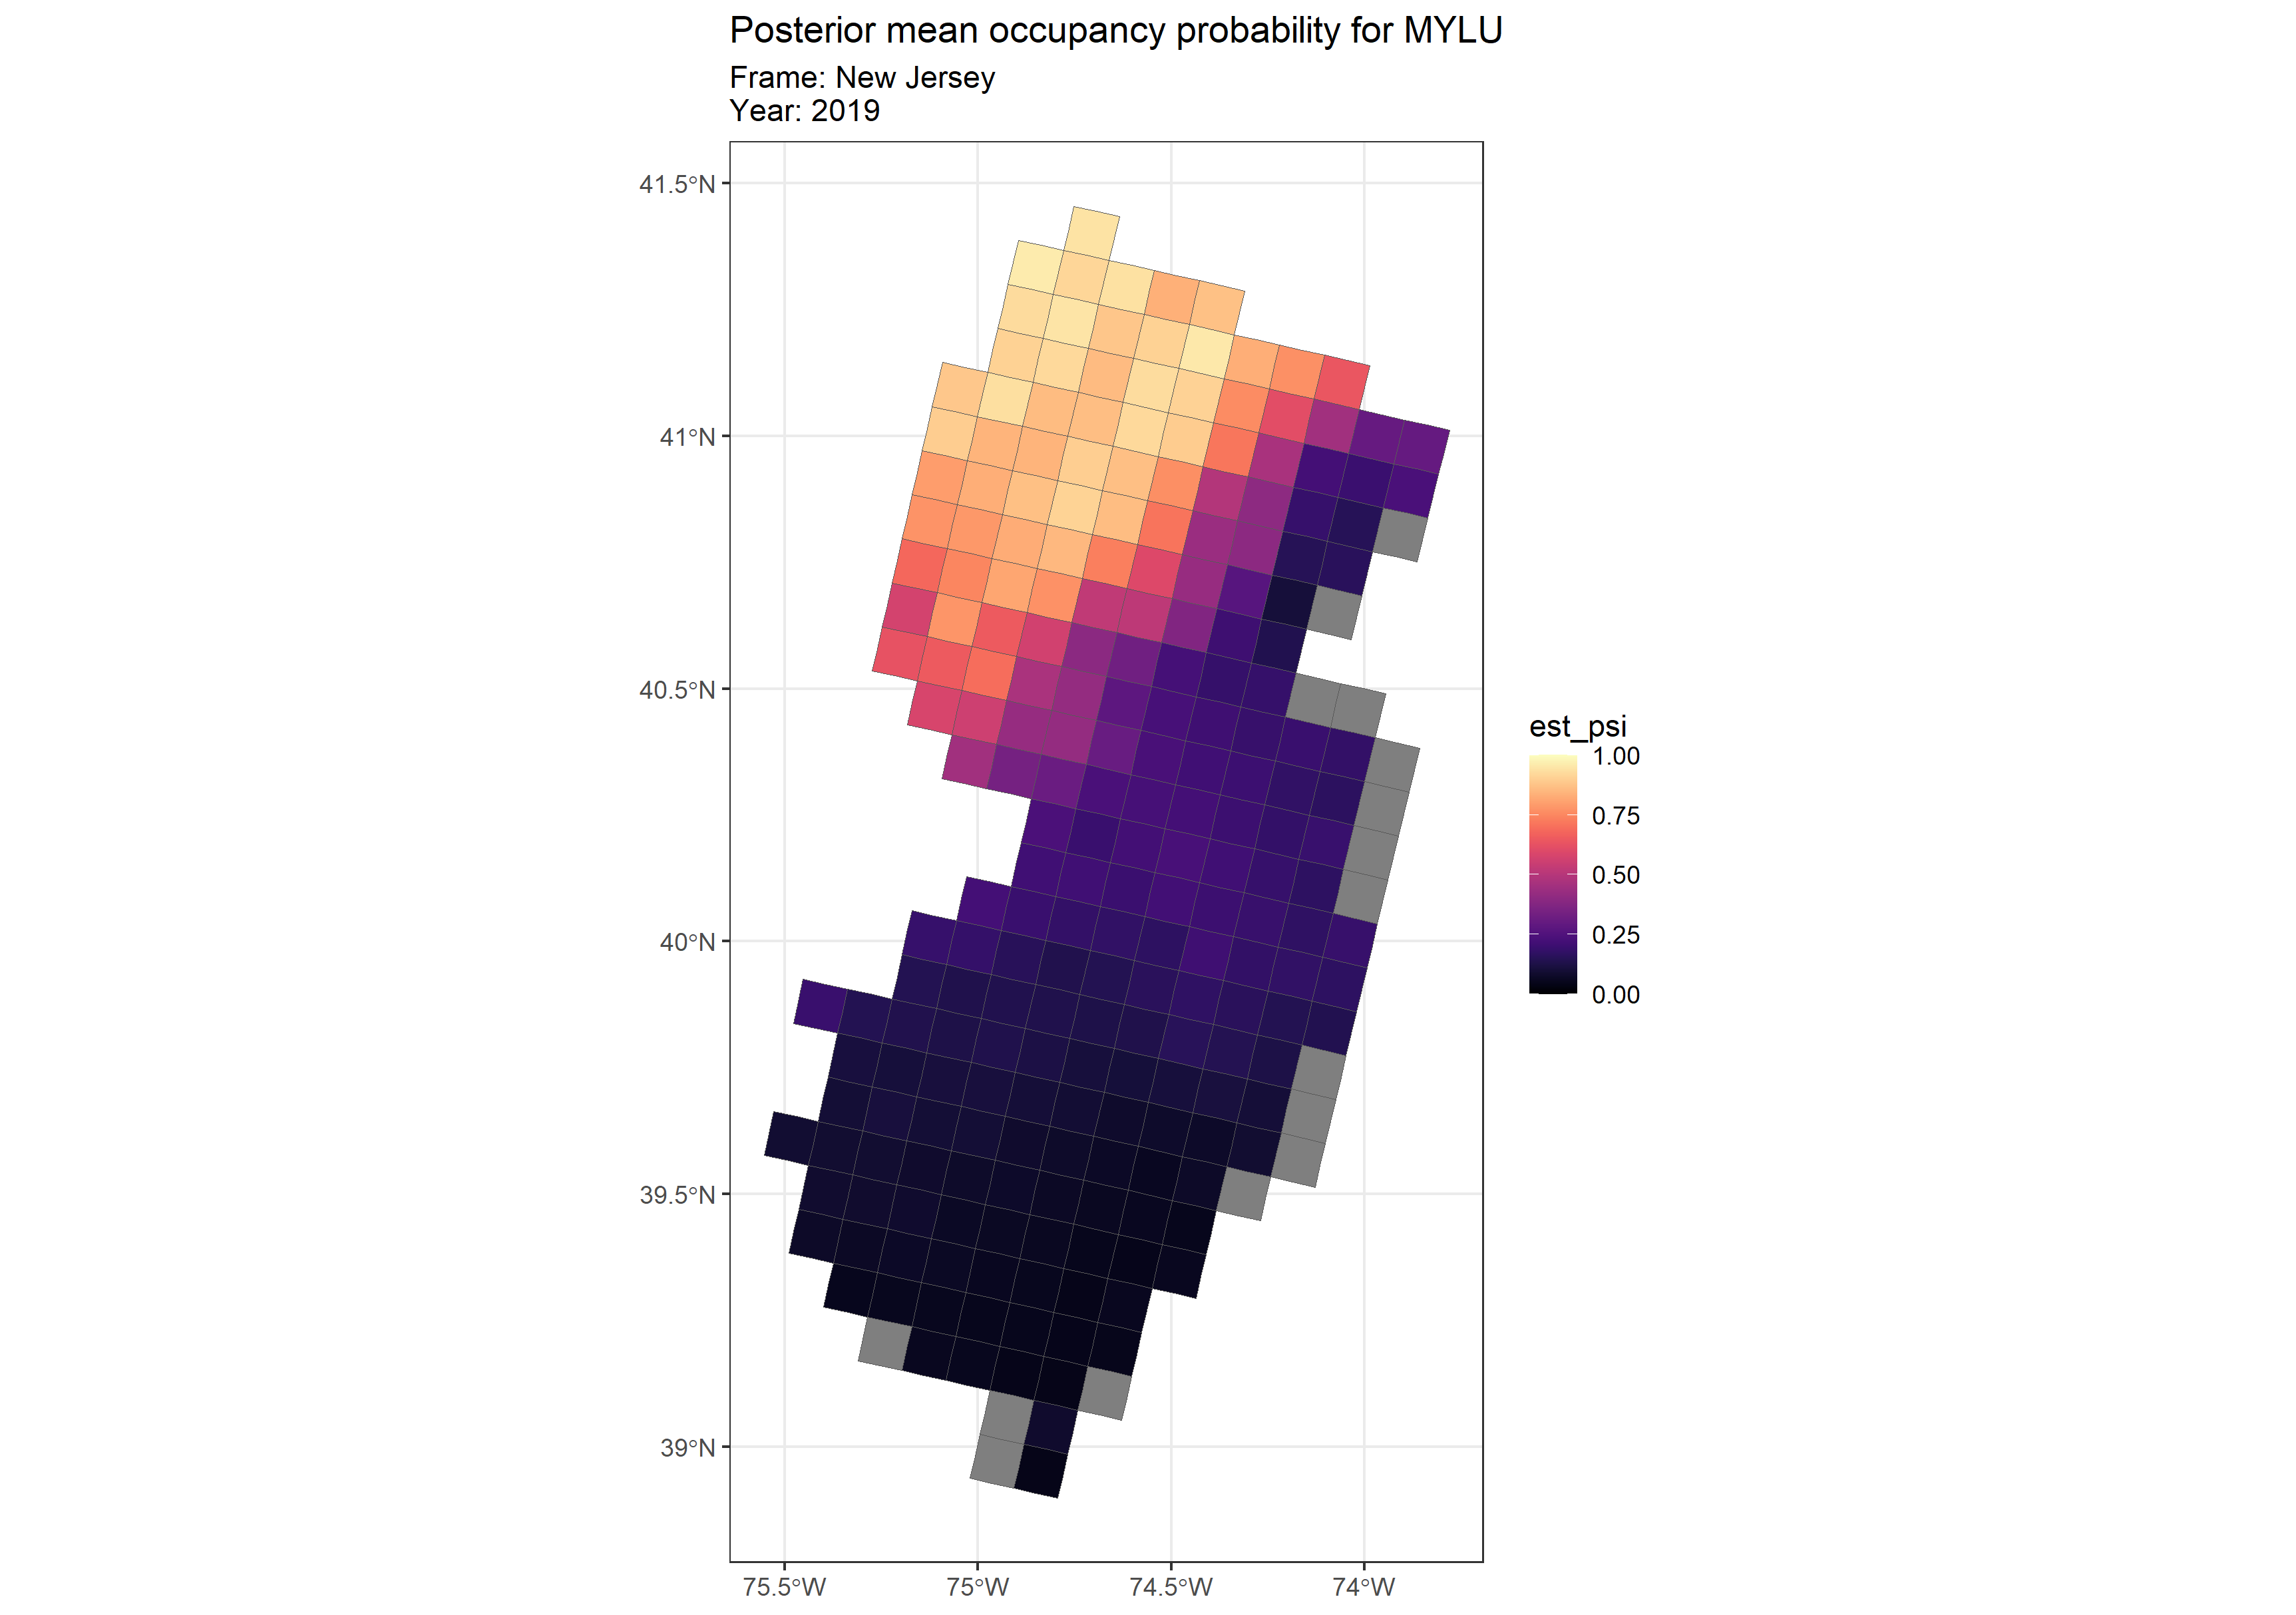 Posterior mean occupancy probability for MYLU
Frame: New Jersey
Year: 2019
41.5°N
41°N
40.5°N
40°N
39.5°N
39°N
75.5°W
75°W
74.5°W
74°W
est_psi
1.00
0.75
0.50
0.25
0.00